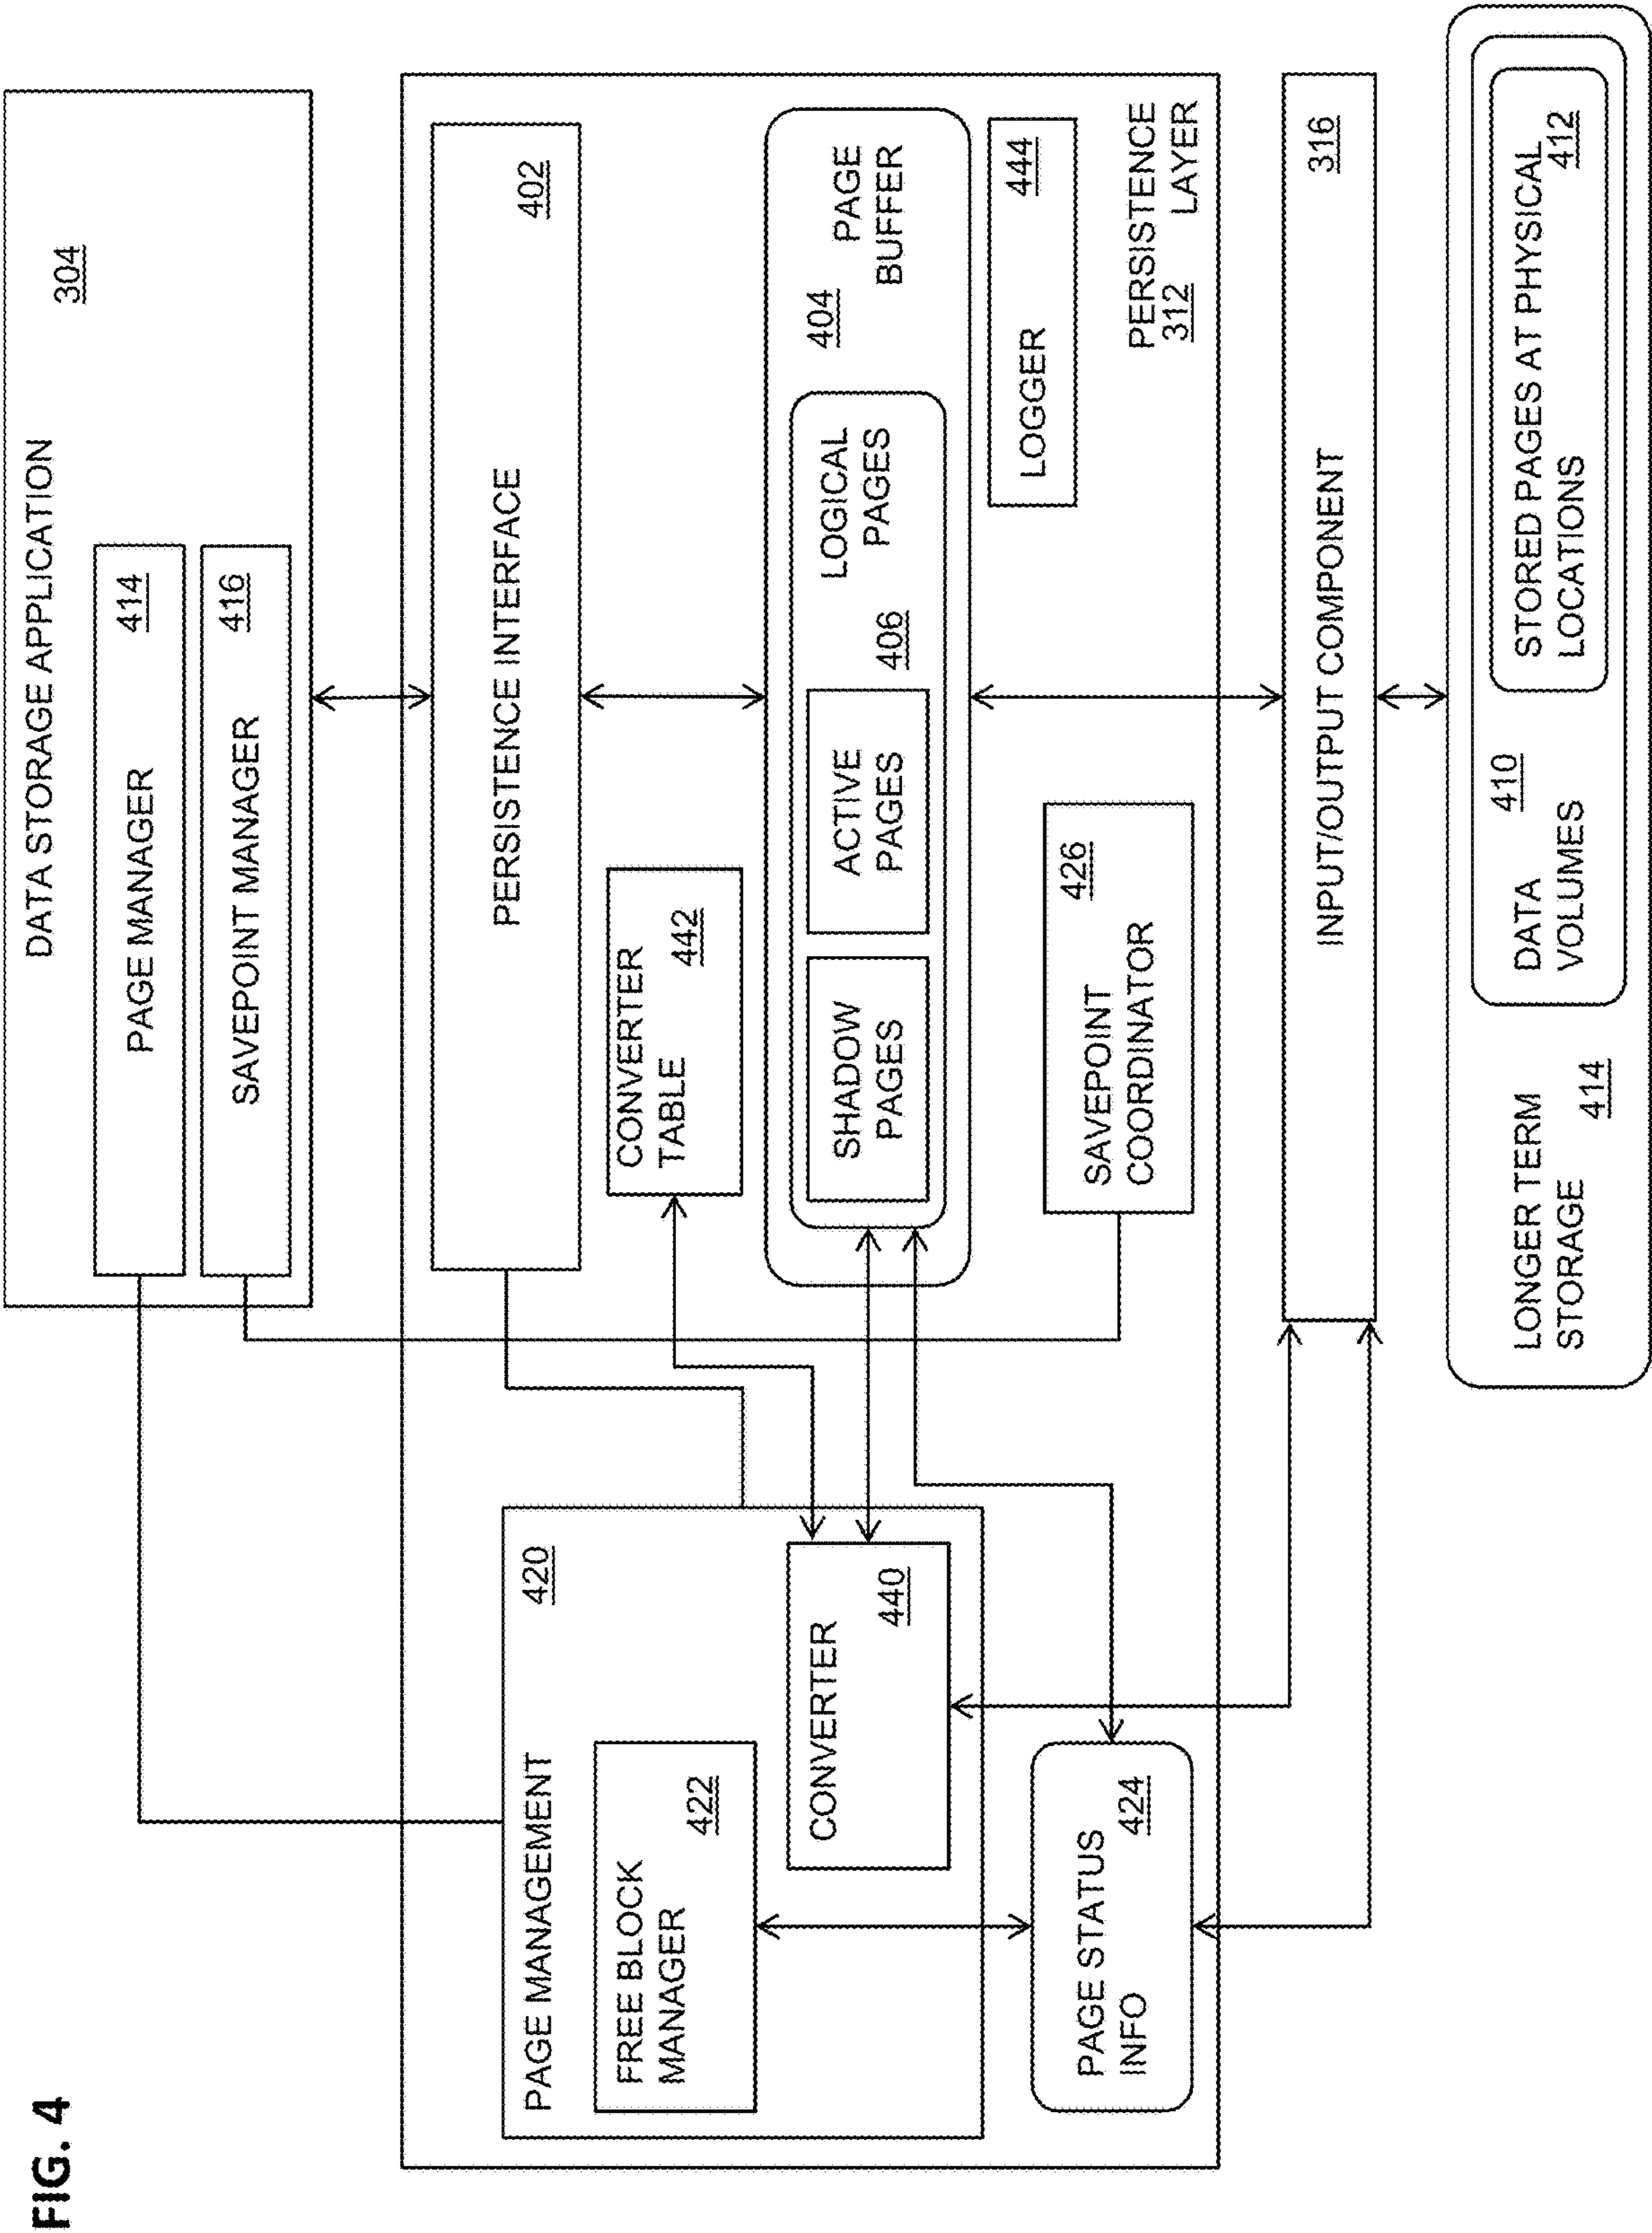 FIG. 4
DATA STORAGE APPLICATION
304
PAGE MANAGER
414
SAVEPOINT MANAGER
416
PERSISTENCE INTERFACE
402
PAGE MANAGEMENT
420
FREE BLOCK
MANAGER
422
CONVERTER
440
CONVERTER
TABLE
442
404
PAGE
BUFFER
LOGICAL
PAGES
406
SHADOW
PAGES
ACTIVE
PAGES
PAGE STATUS
INFO
424
SAVEPOINT
COORDINATOR
426
LOGGER
444
PERSISTENCE
LAYER
312
INPUT/OUTPUT COMPONENT
316
LONGER TERM
STORAGE
414
DATA
VOLUMES
410
STORED PAGES AT PHYSICAL
LOCATIONS
412